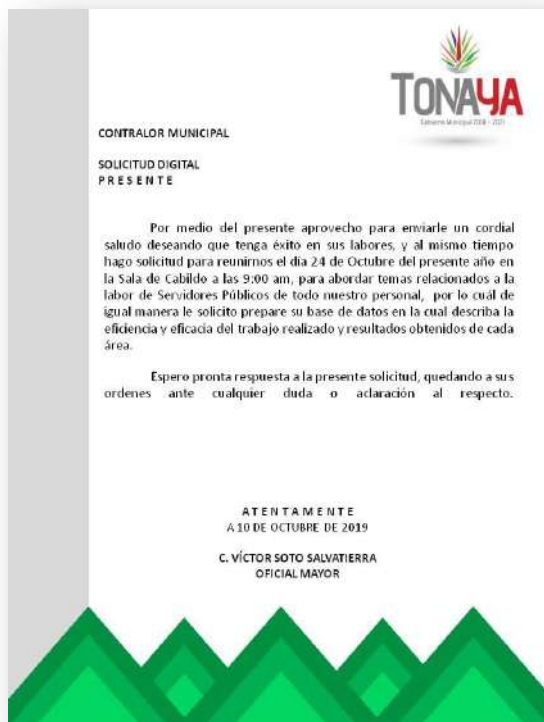 TONAYA
Gobierno Municipal 2018 - 2021
CONTRALOR MUNICIPAL
SOLICITUD DIGITAL
P R E S E N T E
Por medio del presente aprovecho para enviarle un cordial
saludo deseando que tenga éxito en sus labores, y al mismo tiempo
hago solicitud para reunirnos el día 24 de Octubre del presente año en
la Sala de Cabildo a las 9:00 am, para abordar temas relacionados a la
labor de Servidores Públicos de todo nuestro personal, por lo cuál de
igual manera le solicito prepare su base de datos en la cual describa la
eficiencia y eficacia del trabajo realizado y resultados obtenidos de cada
área.
Espero pronta respuesta a la presente solicitud, quedando a sus
ordenes ante cualquier duda o aclaración al respecto.
A T E N T A M E N T E
A 10 DE OCTUBRE DE 2019
C. VÍCTOR SOTO SALVATIERRA
OFICIAL MAYOR